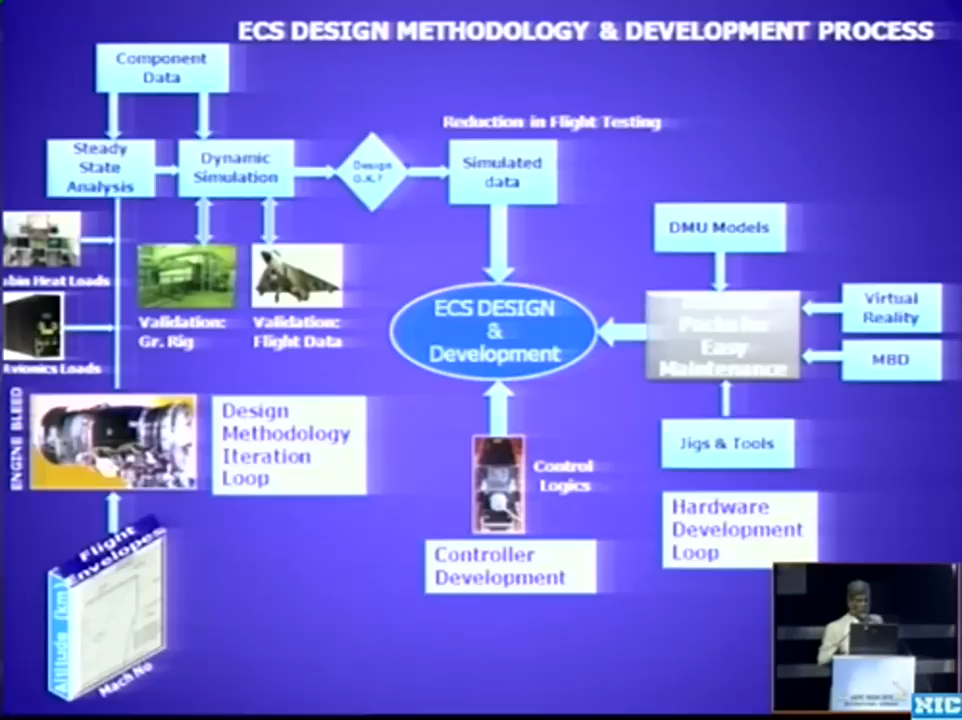 ECS DESIGN METHODOLOGY & DEVELOPMENT PROCESS
Component
Data
Reduction in Flight Testing
Steady
State
Analysis
Dynamic
Simulation
Design
O.K.?
Simulated
data
DMU Models
abin Heat Loads
Validation:
Gr. Rig
Validation:
Flight Data
ECS DESIGN
&
Development
Easy
Maintenance
Virtual
Reality
MBD
Avionics Loads
ENGINE BLEED
Design
Methodology
Iteration
Loop
Control
Logics
Jigs & Tools
Controller
Development
Hardware
Development
Loop
Flight
Envelopes
Altitude (km)
Mach No
NIC